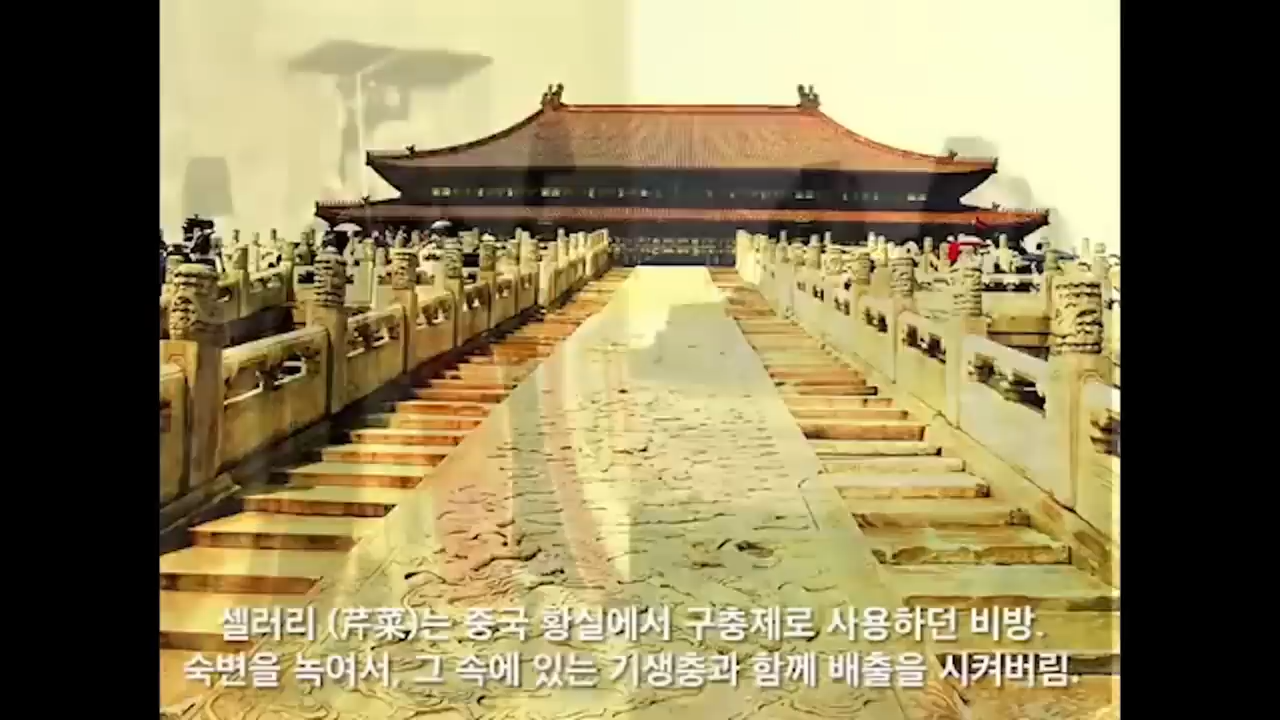 셀러리 (芹菜)는 중국 황실에서 구충제로 사용하던 비방.
숙변을 녹여서, 그 속에 있는 기생충과 함께 배출을 시켜버림.